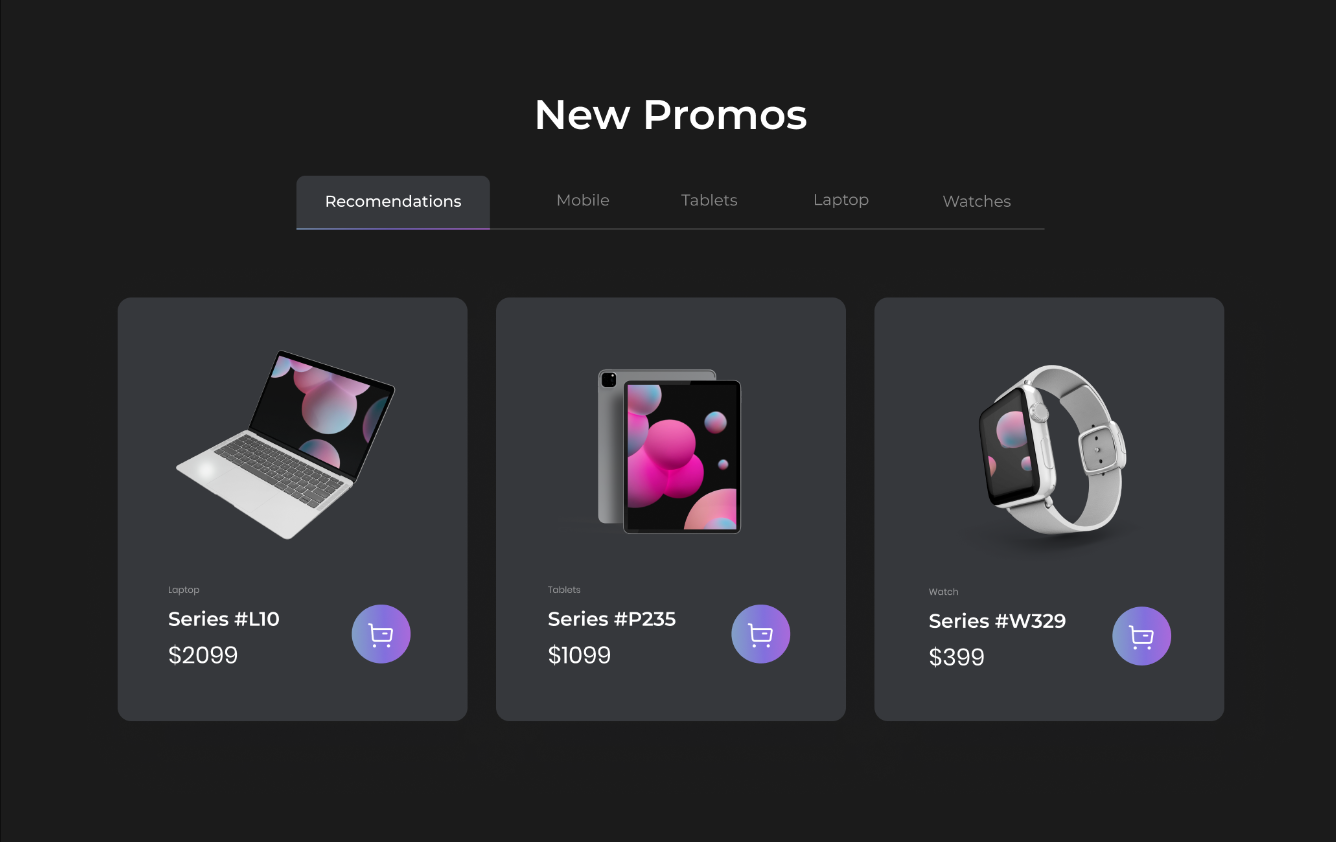 New Promos
Recomendations
Mobile
Tablets
Laptop
Watches
Laptop
Series #L10
$2099
Tablets
Series #P235
$1099
Watch
Series #W329
$399